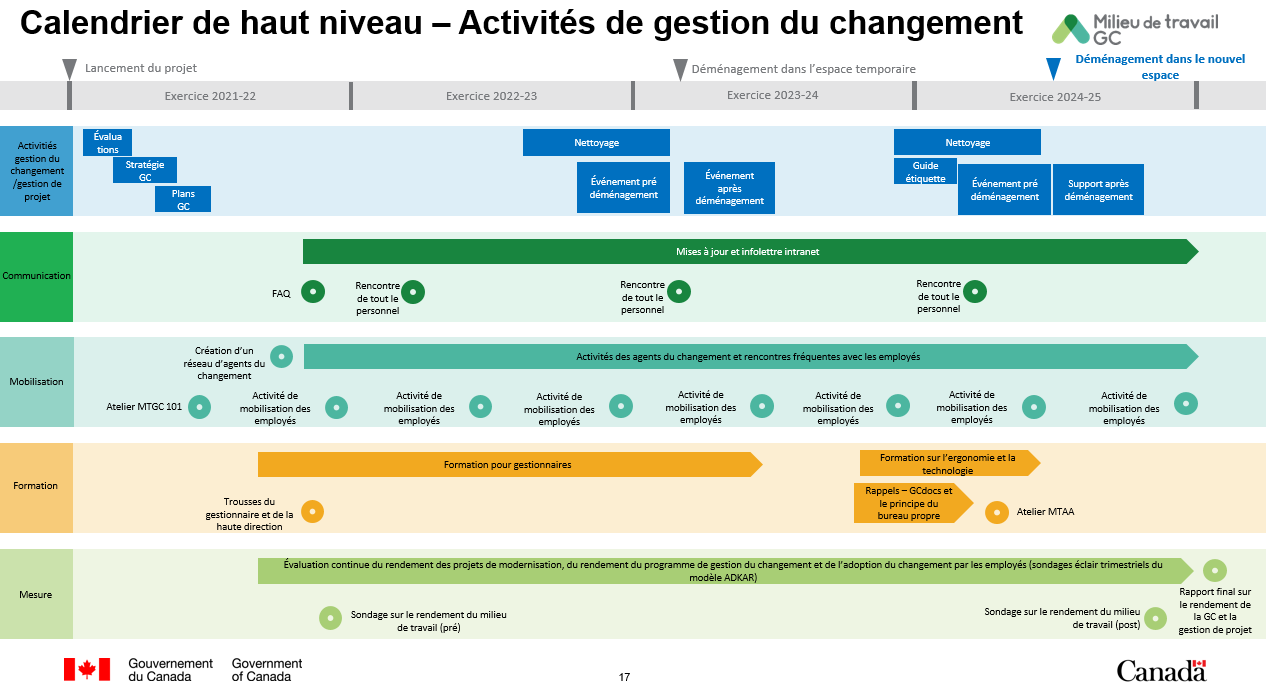 Calendrier de haut niveau – Activités de gestion du changement
Milieu de travail
GC
Lancement du projet
Déménagement dans l'espace temporaire
Déménagement dans le nouvel
espace
Exercice 2021-22
Exercice 2022-23
Exercice 2023-24
Exercice 2024-25
Activitiés
gestion du
changement
/gestion de
projet
Évalua
tions
Stratégie
GC
Plans
GC
Nettoyage
Événement pré
déménagement
Événement
après
déménagement
Nettoyage
Guide
étiquette
Événement pré
déménagement
Support après
déménagement
Communication
Mises à jour et infolettre intranet
FAQ
Rencontre
de tout le
personnel
Rencontre
de tout le
personnel
Rencontre
de tout le
personnel
Mobilisation
Création d'un
réseau d'agents du
changement
Activités des agents du changement et rencontres fréquentes avec les employés
Atelier MTGC 101
Activité de
mobilisation des
employés
Activité de
mobilisation des
employés
Activité de
mobilisation des
employés
Activité de
mobilisation des
employés
Activité de
mobilisation des
employés
Activité de
mobilisation des
employés
Activité de
mobilisation des
employés
Formation
Formation pour gestionnaires
Formation sur l'ergonomie et la
technologie
Trousses du
gestionnaire et de la
haute direction
Rappels – GCdocs et
le principe du
bureau propre
Atelier MTAA
Mesure
Évaluation continue du rendement des projets de modernisation, du rendement du programme de gestion du changement et de l'adoption du changement par les employés (sondages éclair trimestriels du
modèle ADKAR)
Sondage sur le rendement du milieu
de travail (pré)
Sondage sur le rendement du milieu
de travail (post)
Rapport final sur
le rendement de
la GC et la
gestion de projet
Gouvernement
du Canada
Government
of Canada
17
Canada